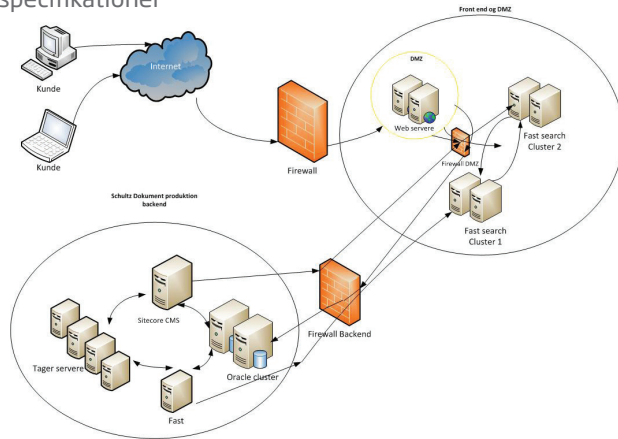 specifikationer
Front end og DMZ
Kunde
Internet
Kunde
Firewall
DMZ
Web servere
Firewall DMZ
Fast search
Cluster 2
Fast search
Cluster 1
Schultz Dokument produktion
backend
Sitecore CMS
Tager servere
Fast
Oracle cluster
Firewall Backend